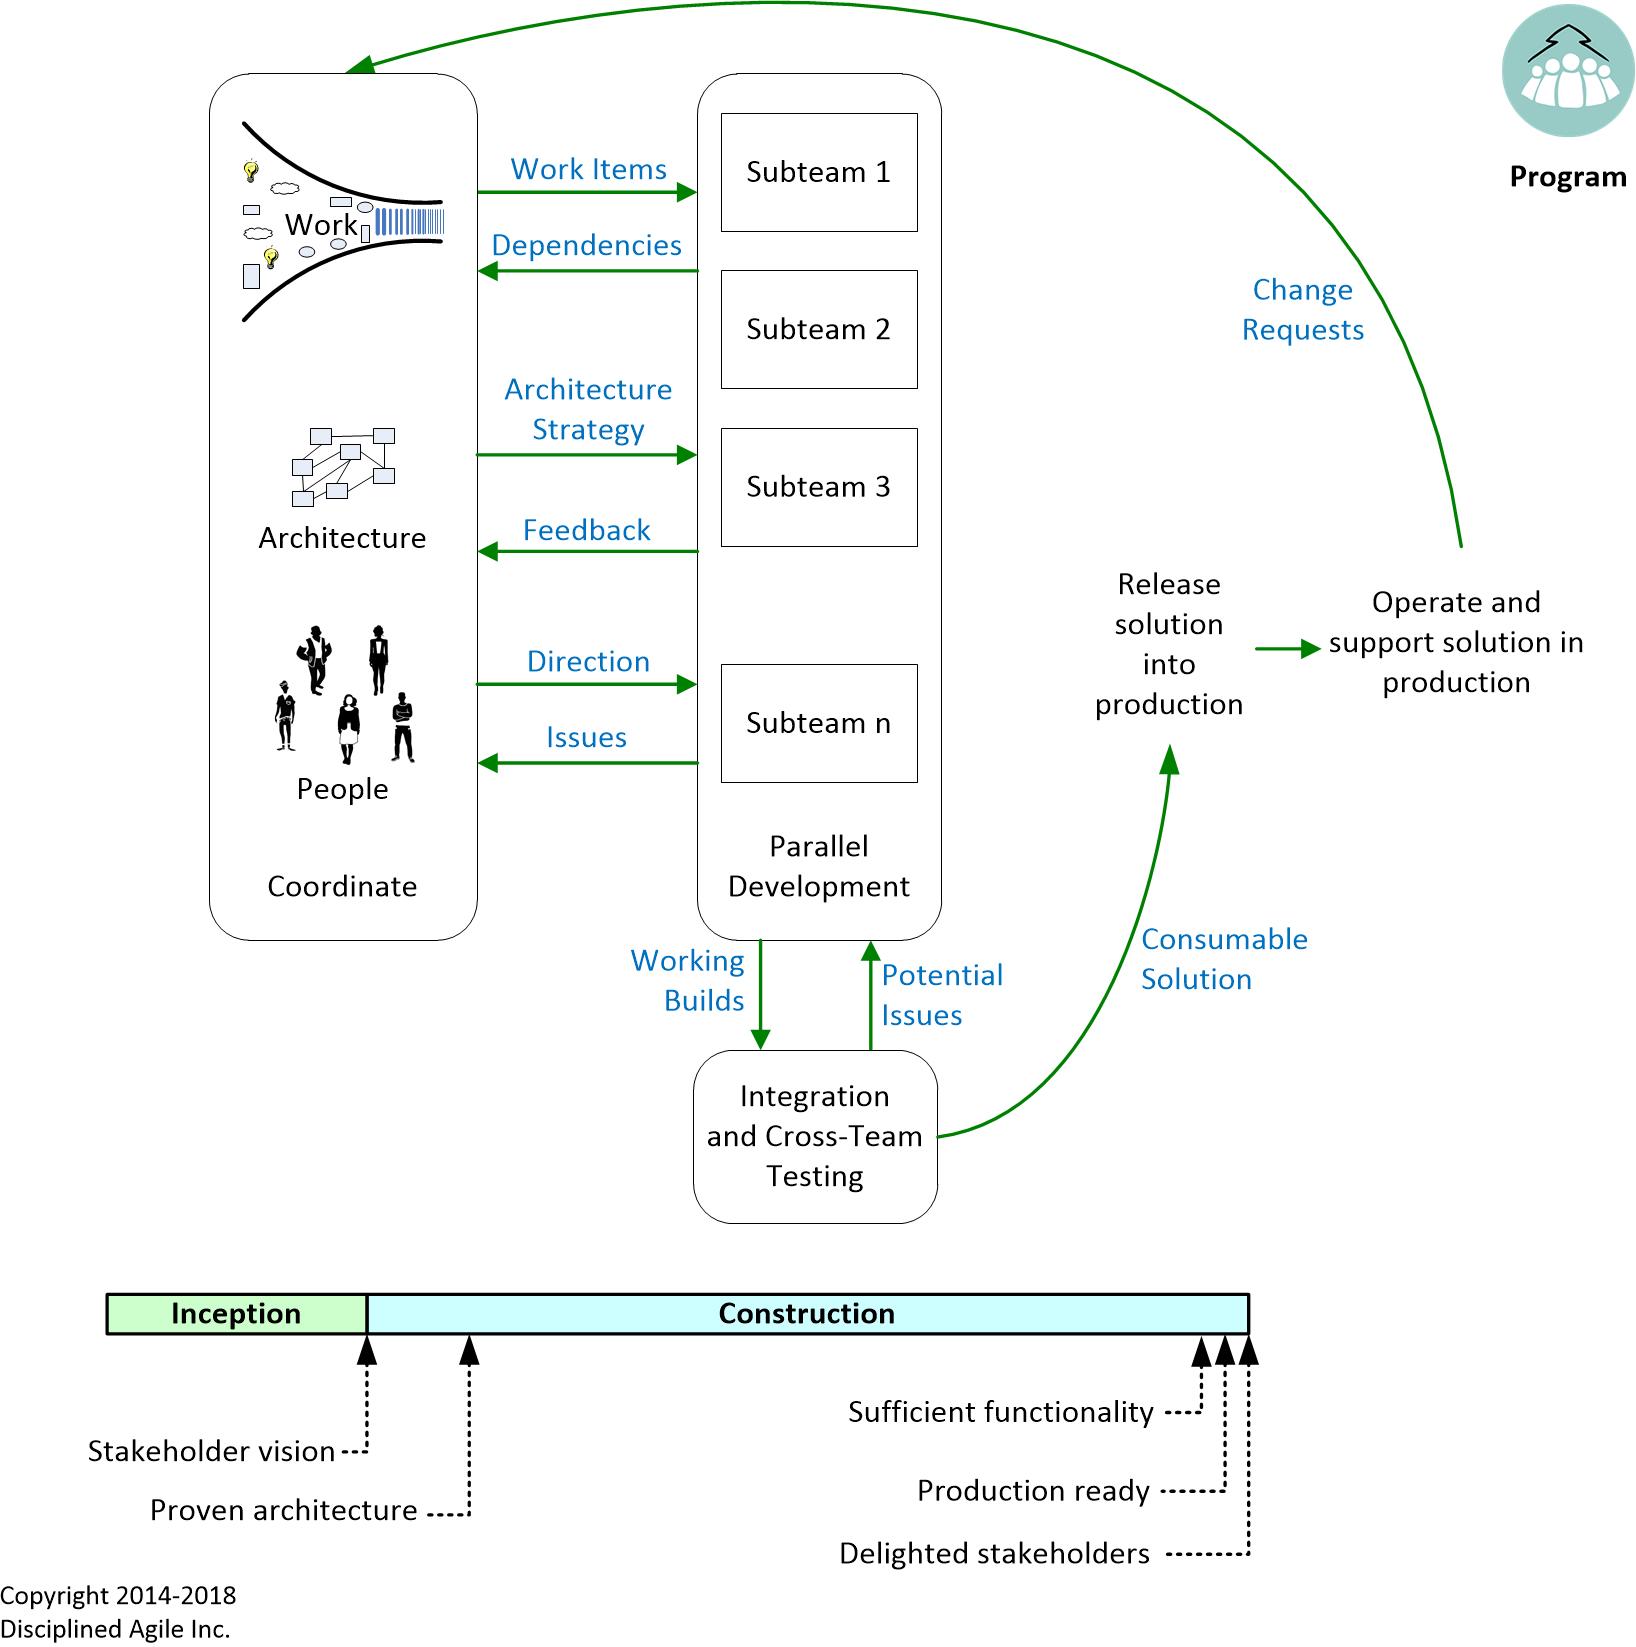 Program
Work Items
Work
Dependencies
Architecture
Strategy
Architecture
Feedback
Direction
Issues
People
Coordinate
Subteam 1
Subteam 2
Subteam 3
Subteam n
Parallel
Development
Working
Builds
Potential
Issues
Integration
and Cross-Team
Testing
Consumable
Solution
Release
solution
into
production
Operate and
support solution in
production
Change
Requests
Inception
Construction
Stakeholder vision
Proven architecture
Sufficient functionality
Production ready
Delighted stakeholders
Copyright 2014-2018
Disciplined Agile Inc.